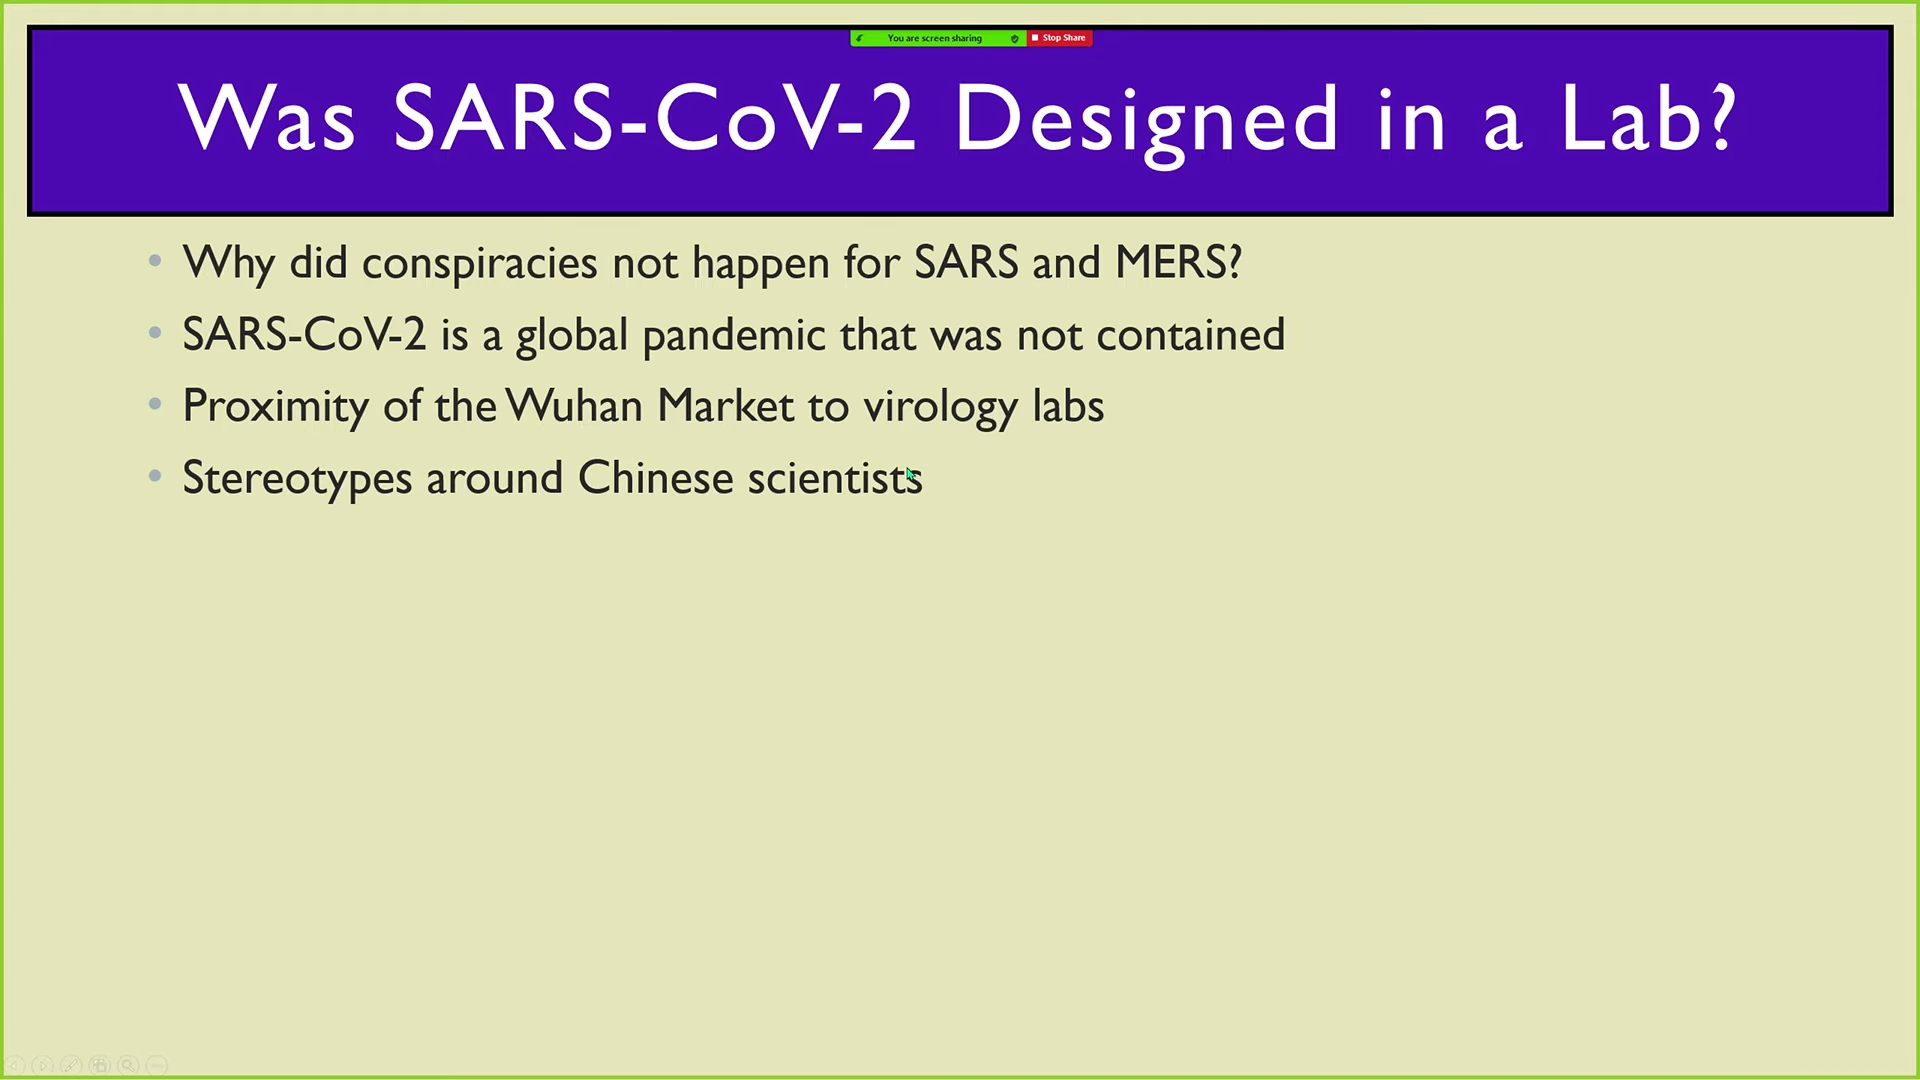 You are screen sharing
Stop Share
Was SARS-CoV-2 Designed in a Lab?
• Why did conspiracies not happen for SARS and MERS?
• SARS-CoV-2 is a global pandemic that was not contained
• Proximity of the Wuhan Market to virology labs
• Stereotypes around Chinese scientists